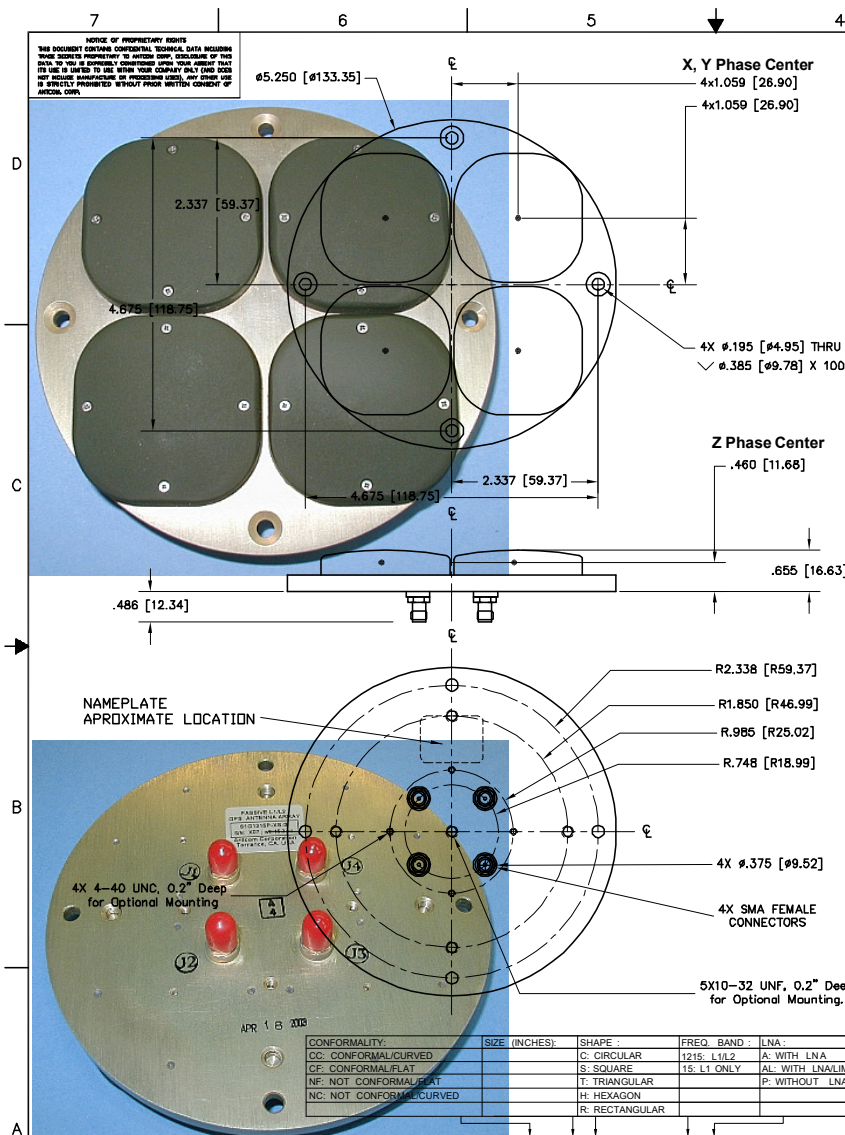 7
6
5
4
NOTICE OF PROPRIETARY RIGHTS
THIS DOCUMENT CONTAINS CONFIDENTIAL TECHNICAL DATA INCLUDING
TRADE SECRETS PROPRIETARY TO ANTCOM CORP. DISCLOSURE OF THIS
DATA TO YOU IS EXPRESSLY CONDITIONED UPON YOUR ASSENT THAT
ITS USE IS LIMITED TO USE WITHIN YOUR COMPANY ONLY (AND DOES
NOT INCLUDE MANUFACTURE OR PROCESSING USES). ANY OTHER USE
IS STRICTLY PROHIBITED WITHOUT PRIOR WRITTEN CONSENT OF
ANTCOM. CORP.
℄
X, Y Phase Center
ø5.250 [ø133.35]
4x1.059 [26.90]
4x1.059 [26.90]
D
2.337 [59.37]
℄
4.675 [118.75]
4X ø.195 [ø4.95] THRU
ø.385 [ø9.78] X 100
Z Phase Center
.460 [11.68]
C
2.337 [59.37]
4.675 [118.75]
℄
.655 [16.63]
.486 [12.34]
℄
R2.338 [R59.37]
NAMEPLATE
APROXIMATE LOCATION
R1.850 [R46.99]
R.985 [R25.02]
R.748 [R18.99]
B
PASSIVE L1/L2
GPS ANTENNA ARRAY
Antcom Corporation
Torrance, CA, USA
℄
J1
J4
4X ø.375 [ø9.52]
4X 4-40 UNC, 0.2" Deep
for Optional Mounting
A
4
4X SMA FEMALE
CONNECTORS
J2
J3
5X10-32 UNF, 0.2" Dee
for Optional Mounting.
APR 18 2003
CONFORMALITY: SIZE (INCHES): SHAPE : FREQ. BAND : LNA :
CC: CONFORMAL/CURVED C: CIRCULAR 1215: L1/L2 A: WITH LNA
CF: CONFORMAL/FLAT S: SQUARE 15: L1 ONLY AL: WITH LNA/LIM
NF: NOT CONFORMAL/FLAT T: TRIANGULAR P: WITHOUT LNA
NC: NOT CONFORMAL/CURVED H: HEXAGON
R: RECTANGULAR
A